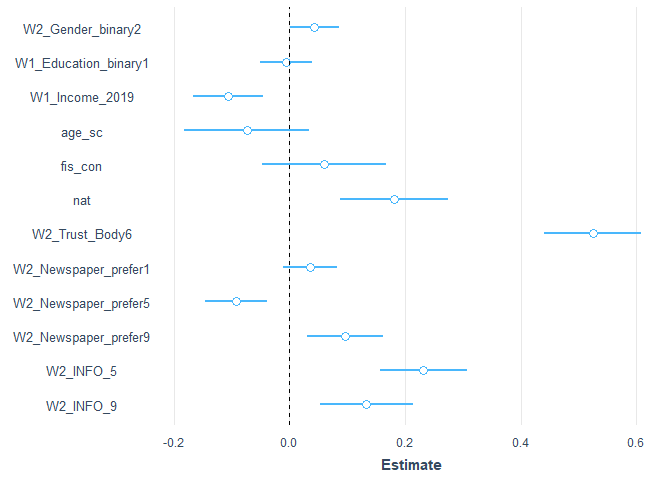 W2_Gender_binary2
W1_Education_binary1
W1_Income_2019
age_sc
fis_con
nat
W2_Trust_Body6
W2_Newspaper_prefer1
W2_Newspaper_prefer5
W2_Newspaper_prefer9
W2_INFO_5
W2_INFO_9
-0.2 0.0 0.2 0.4 0.6
Estimate